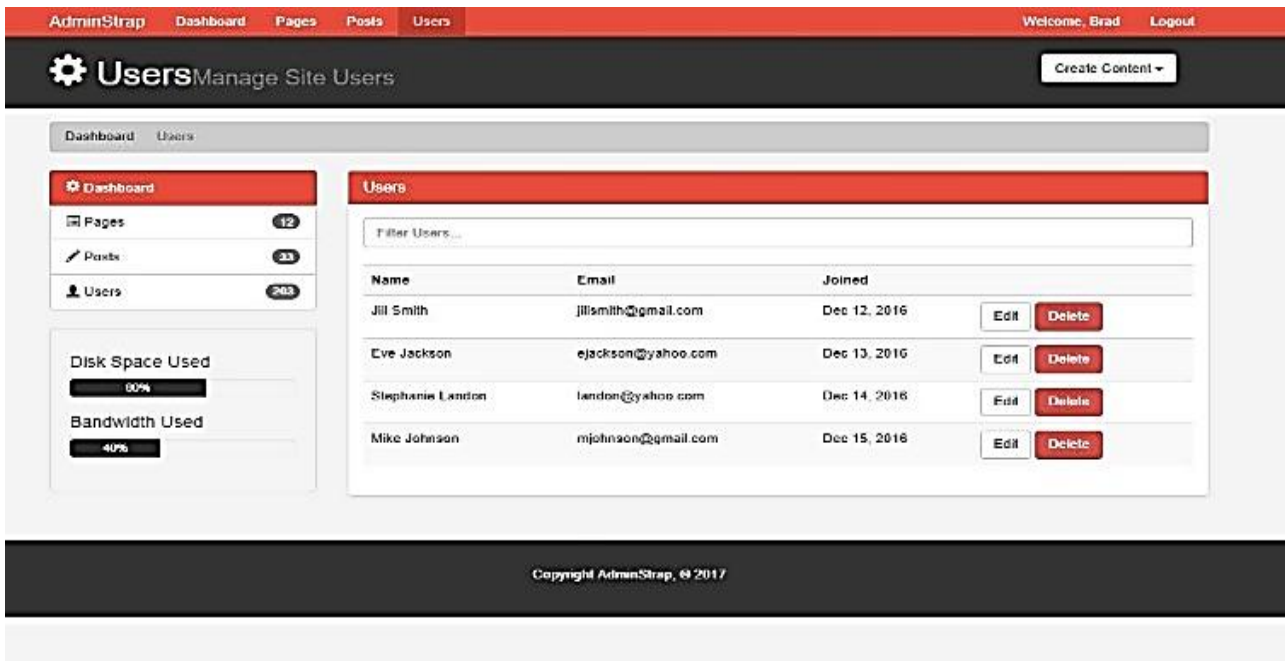 AdminStrap Dashboard Pages Posts Users Welcome, Brad Logout
Users Manage Site Users Create Content
Dashboard Users
Dashboard
Pages 12
Posts 33
Users 203
Disk Space Used
60%
Bandwidth Used
40%
Users
Filter Users...
Name Email Joined
Jill Smith jillsmith@gmail.com Dec 12, 2016 Edit Delete
Eve Jackson ejackson@yahoo.com Dec 13, 2016 Edit Delete
Stephanie Landon landon@yahoo.com Dec 14, 2016 Edit Delete
Mike Johnson mjohnson@gmail.com Dec 15, 2016 Edit Delete
Copyright AdminStrap, © 2017